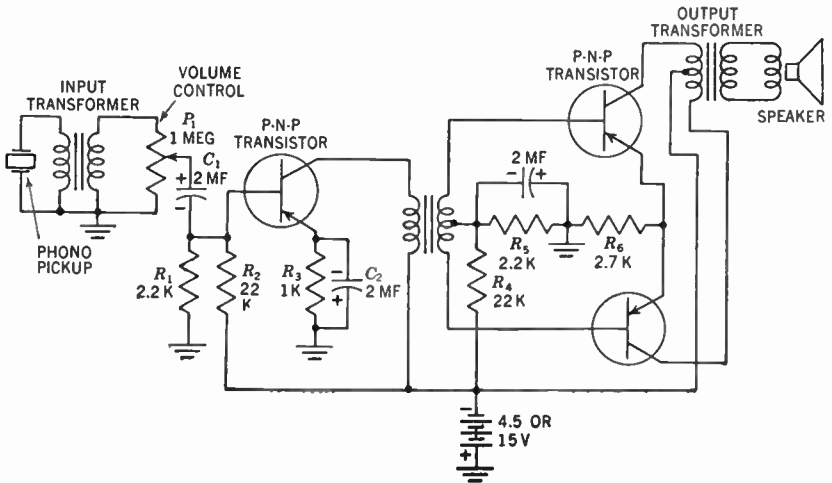 OUTPUT
TRANSFORMER
P-N-P
TRANSISTOR
SPEAKER
INPUT
TRANSFORMER
VOLUME
CONTROL
P1
1 MEG
C1
+ 2 MF
-
P-N-P
TRANSISTOR
2 MF
- +
PHONO
PICKUP
R1
2.2 K
R2
22
K
R3
1K
-
C2
+ 2 MF
R5
2.2 K
R6
2.7 K
R4
22 K
-
4.5 OR
15 V
+